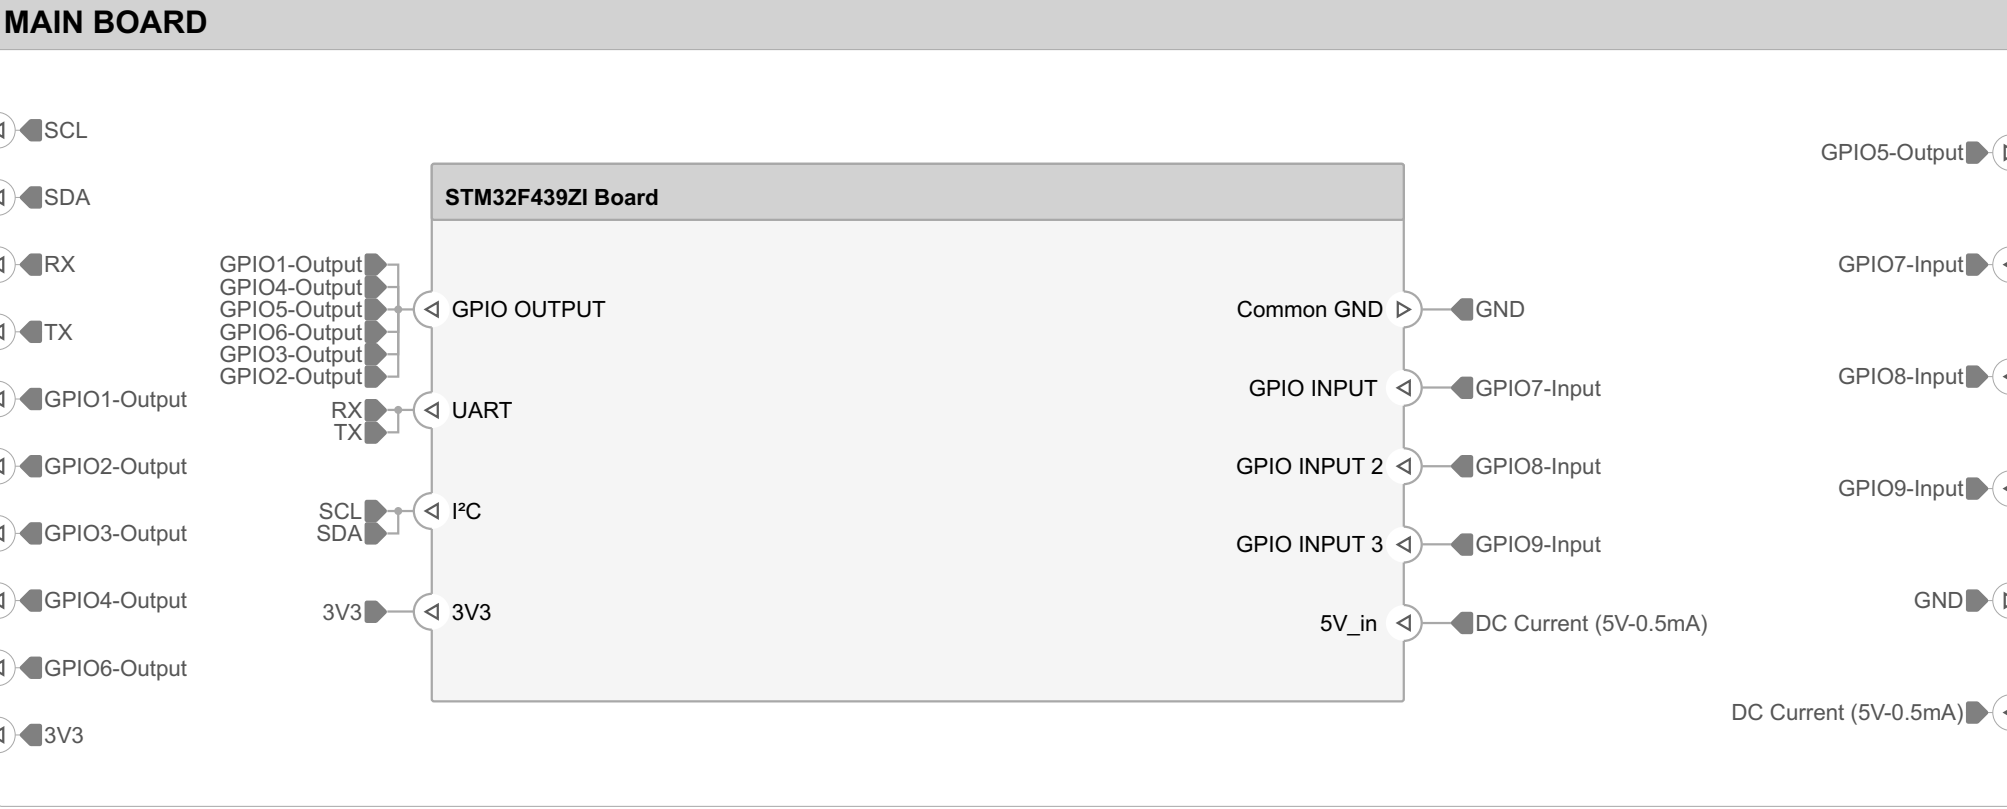 MAIN BOARD
SCL
SDA
RX
TX
GPIO1-Output
GPIO2-Output
GPIO3-Output
GPIO4-Output
GPIO6-Output
3V3
STM32F439ZI Board
GPIO1-Output
GPIO4-Output
GPIO5-Output
GPIO6-Output
GPIO3-Output
GPIO2-Output
GPIO OUTPUT
RX
TX
UART
SCL
SDA
I²C
3V3
3V3
Common GND
GND
GPIO INPUT
GPIO7-Input
GPIO INPUT 2
GPIO8-Input
GPIO INPUT 3
GPIO9-Input
5V_in
DC Current (5V-0.5mA)
GPIO5-Output
GPIO7-Input
GPIO8-Input
GPIO9-Input
GND
DC Current (5V-0.5mA)